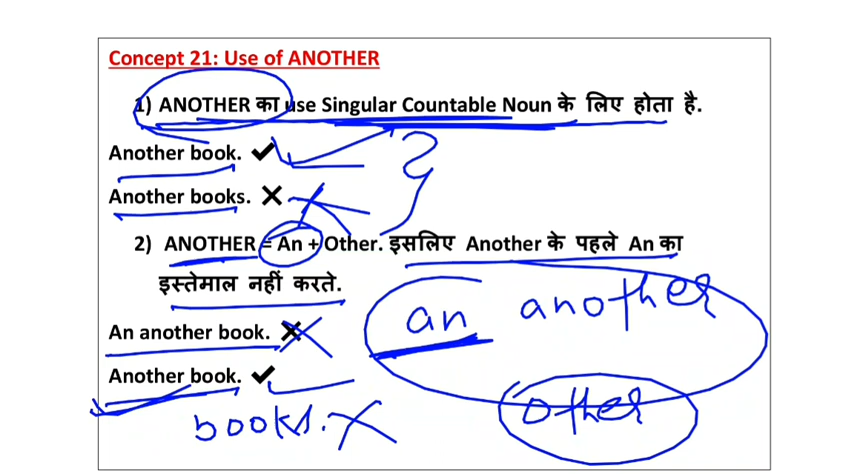 Concept 21: Use of ANOTHER
1) ANOTHER का use Singular Countable Noun के लिए होता है.
Another book. ✔
Another books. ✕
2) ANOTHER = An + Other. इसलिए Another के पहले An का
इस्तेमाल नहीं करते.
an another
An another book. ✕
Another book. ✔
other
books. ✕